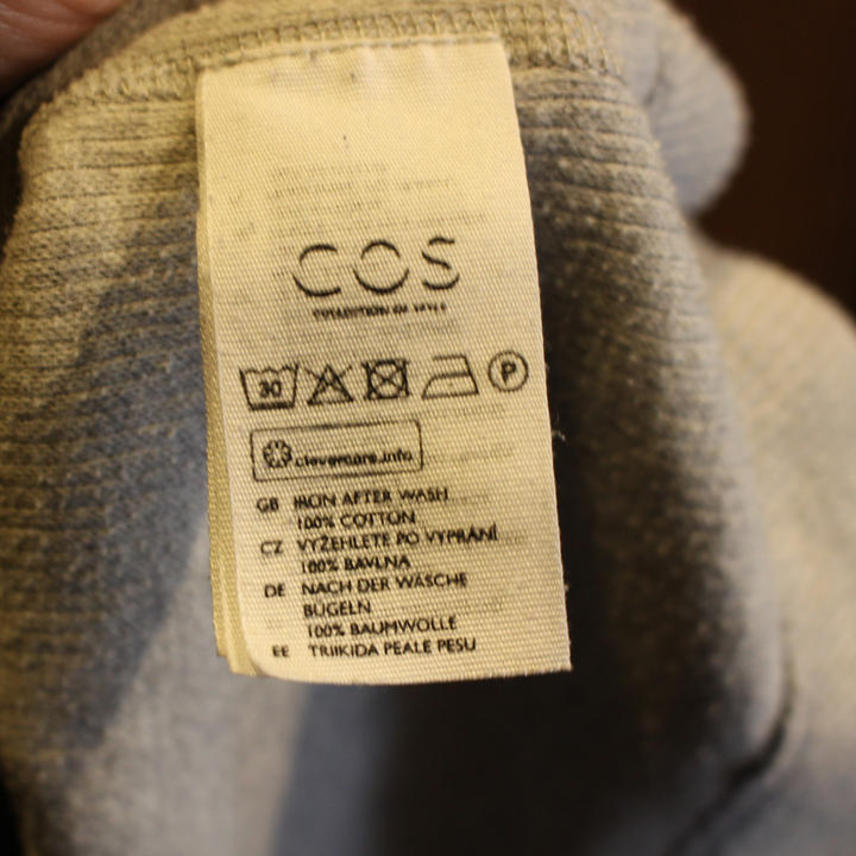 COS
COLLECTION OF STYLE
30 P
clevercare.info
GB IRON AFTER WASH
100% COTTON
CZ VYŽEHLETE PO VYPRÁNÍ
100% BAVLNA
DE NACH DER WÄSCHE
BÜGELN
100% BAUMWOLLE
EE TRIIKIDA PEALE PESU